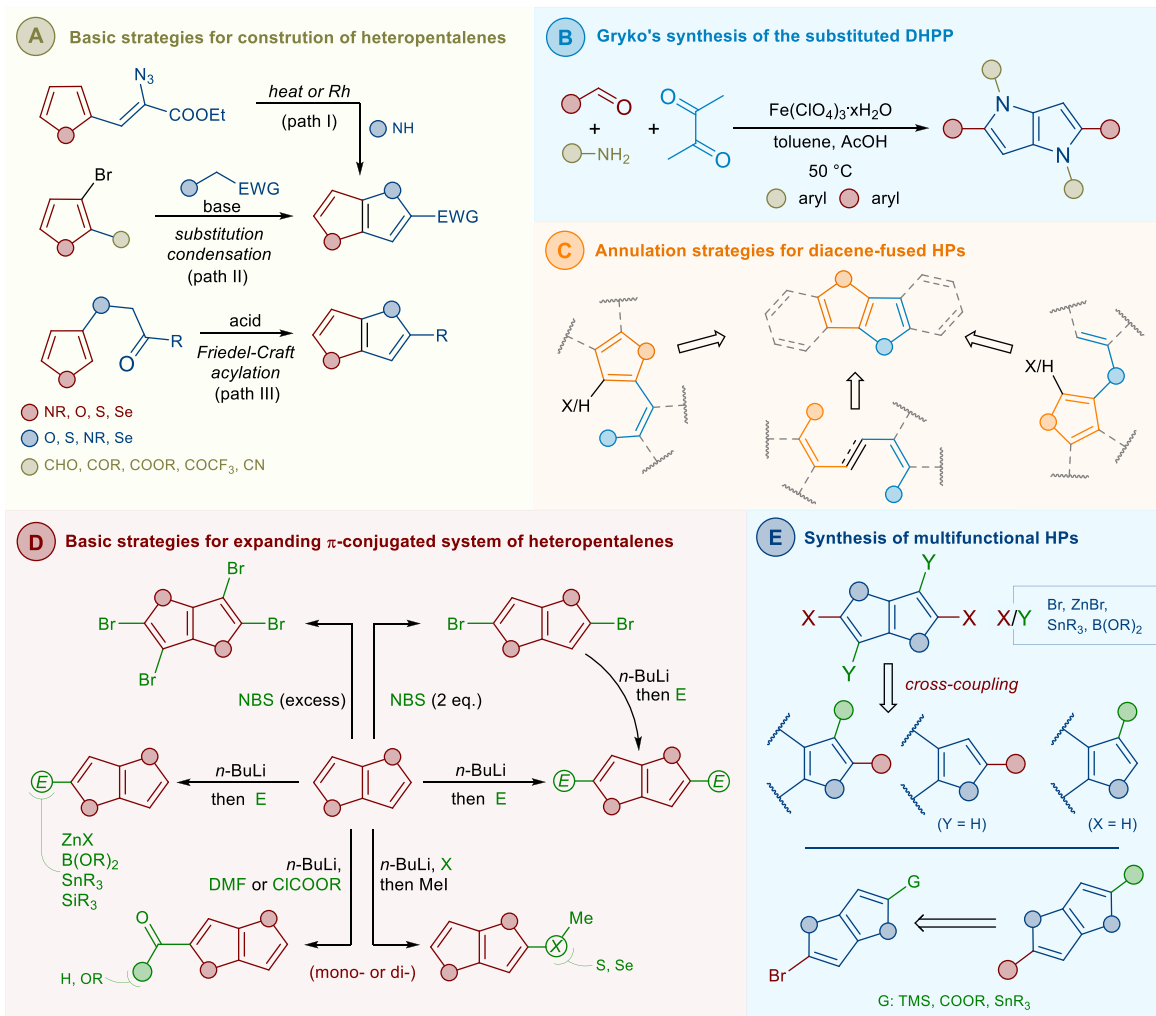 A Basic strategies for constrution of heteropentalenes
N3
COOEt
heat or Rh
(path I)
NH
Br
EWG
base
substitution
condensation
(path II)
EWG
O
R
acid
Friedel-Craft
acylation
(path III)
R
NR, O, S, Se
O, S, NR, Se
CHO, COR, COOR, COCF3, CN
B Gryko's synthesis of the substituted DHPP
O
+
NH2
+
O
O
Fe(ClO4)3·xH2O
toluene, AcOH
50 °C
aryl aryl
N
N
C Annulation strategies for diacene-fused HPs
X/H
X/H
D Basic strategies for expanding π-conjugated system of heteropentalenes
Br
Br Br
Br
Br Br
NBS (excess) NBS (2 eq.)
n-BuLi
then E
E
n-BuLi
then E
n-BuLi
then E
E E
ZnX
B(OR)2
SnR3
SiR3
n-BuLi,
DMF or ClCOOR
n-BuLi, X
then MeI
O
H, OR
(mono- or di-)
Me
X
S, Se
E Synthesis of multifunctional HPs
Y
X X
Y
X/Y
Br, ZnBr,
SnR3, B(OR)2
cross-coupling
(Y = H) (X = H)
G
Br
G: TMS, COOR, SnR3